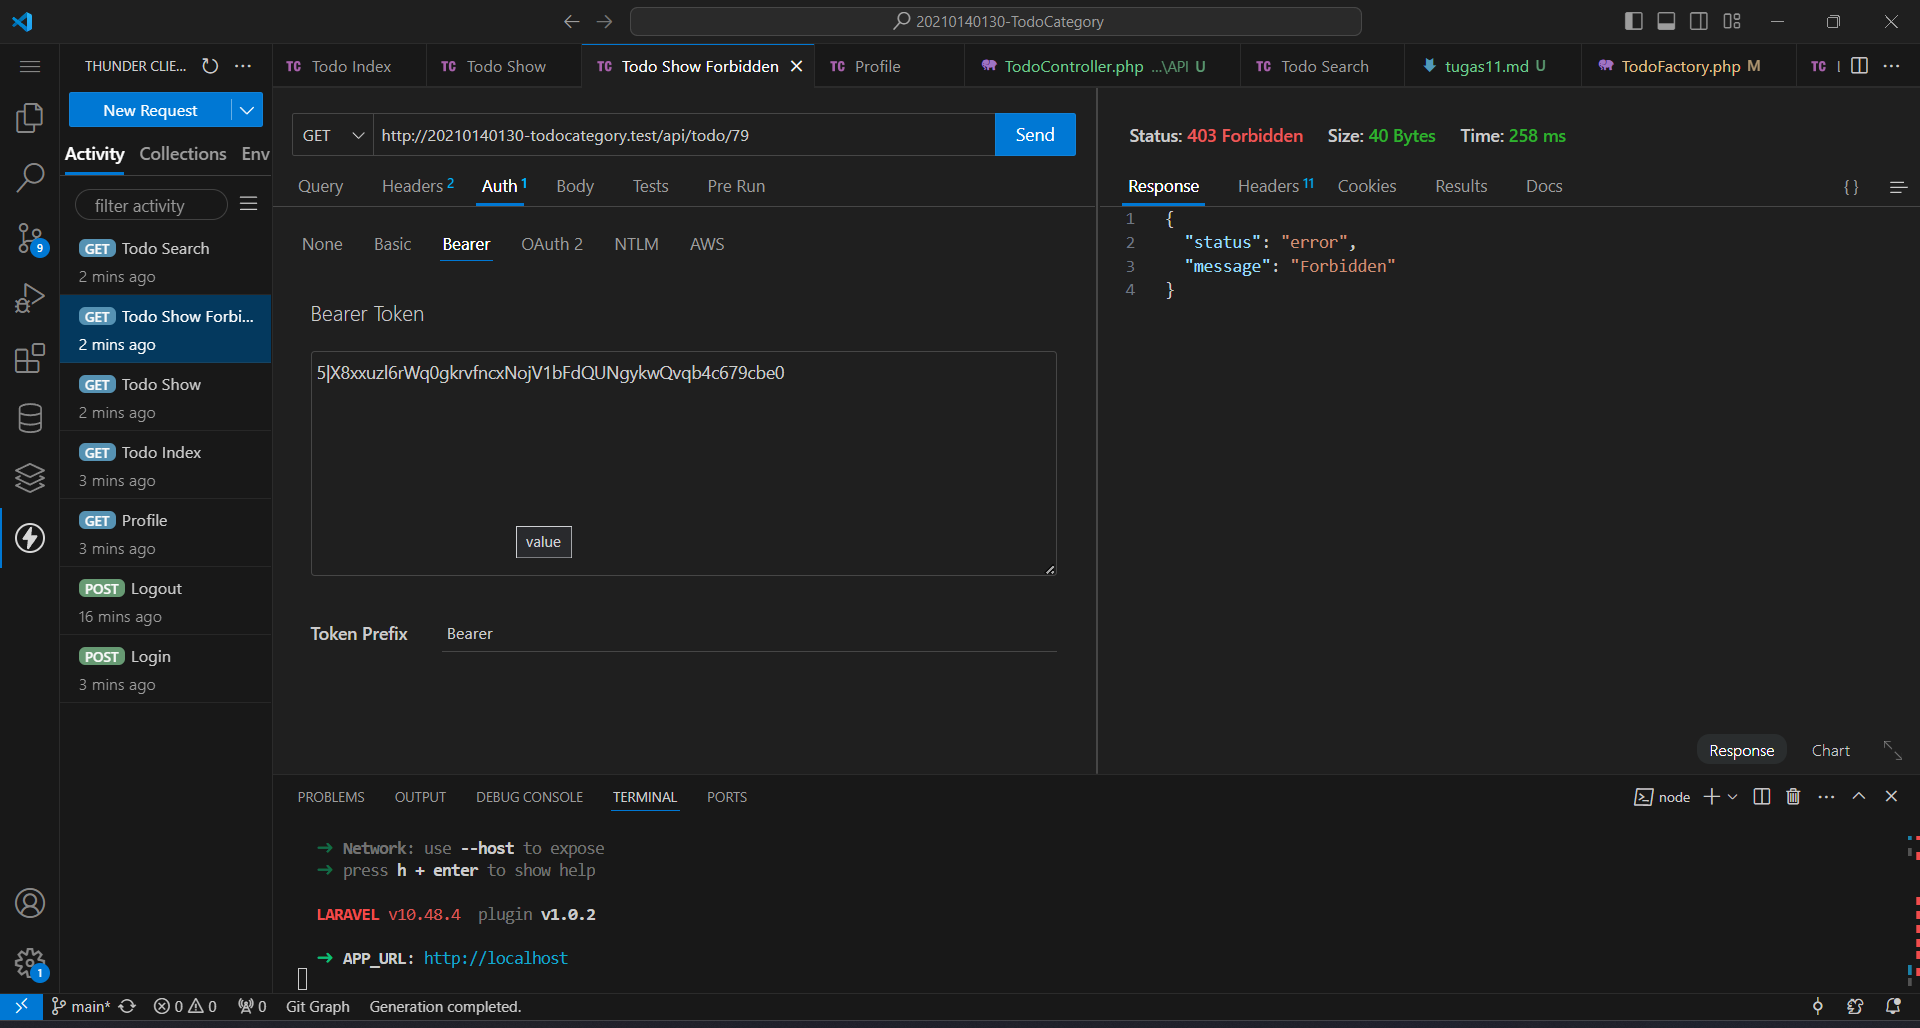 20210140130-TodoCategory
THUNDER CLIE...
TC Todo Index
TC Todo Show
TC Todo Show Forbidden
TC Profile
TodoController.php ...\API U
TC Todo Search
tugas11.md U
TodoFactory.php M
TC
New Request
Activity Collections Env
filter activity
GET Todo Search
2 mins ago
GET Todo Show Forbi...
2 mins ago
GET Todo Show
2 mins ago
GET Todo Index
3 mins ago
GET Profile
3 mins ago
POST Logout
16 mins ago
POST Login
3 mins ago
9
1
GET http://20210140130-todocategory.test/api/todo/79 Send
Query Headers 2 Auth 1 Body Tests Pre Run
None Basic Bearer OAuth 2 NTLM AWS
Bearer Token
5|X8xxuzl6rWq0gkrvfncxNojV1bFdQUNgykwQvqb4c679cbe0
value
Token Prefix Bearer
Status: 403 Forbidden Size: 40 Bytes Time: 258 ms
Response Headers 11 Cookies Results Docs { }
1 {
2 "status": "error",
3 "message": "Forbidden"
4 }
Response Chart
PROBLEMS OUTPUT DEBUG CONSOLE TERMINAL PORTS
node
➜ Network: use --host to expose
➜ press h + enter to show help
LARAVEL v10.48.4 plugin v1.0.2
➜ APP_URL: http://localhost
main* 0 0 0 Git Graph Generation completed.